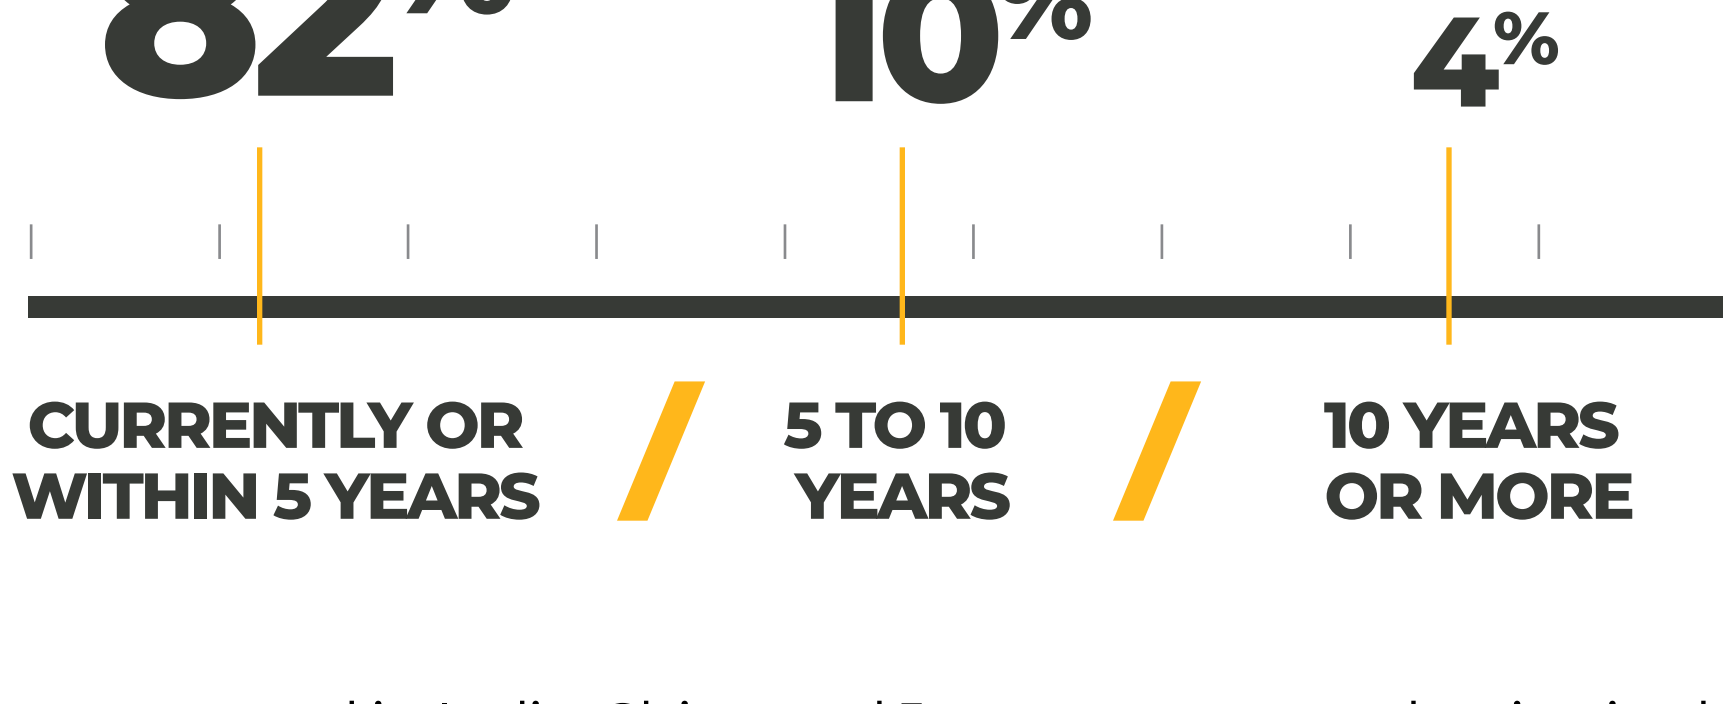 82% 10% 4%
CURRENTLY OR
WITHIN 5 YEARS
5 TO 10
YEARS
10 YEARS
OR MORE